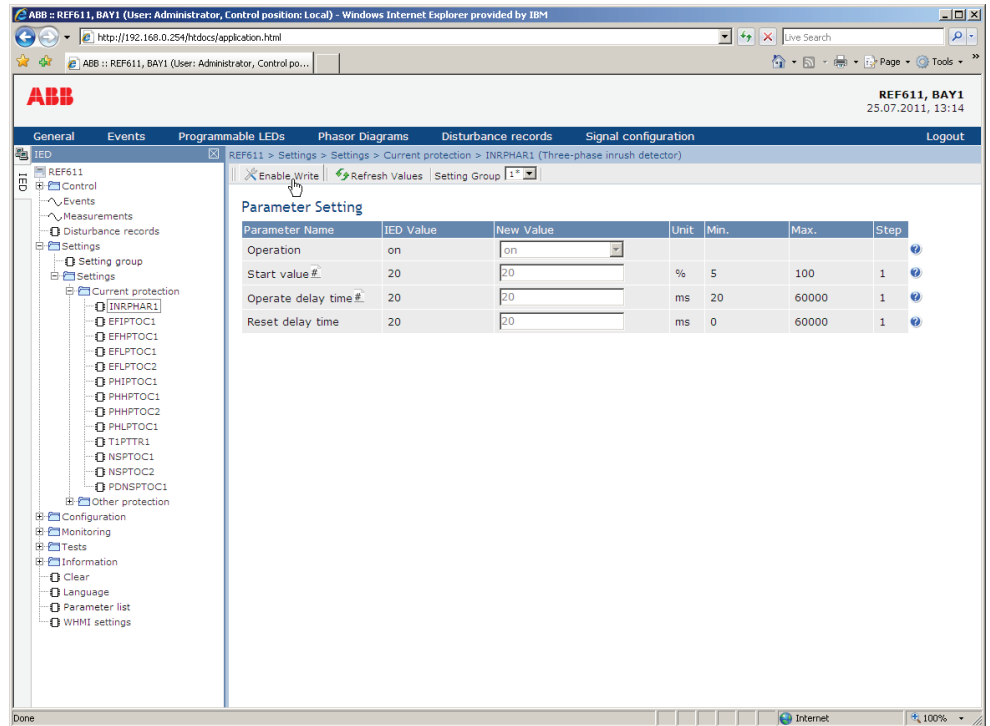 ABB :: REF611, BAY1 (User: Administrator, Control position: Local) - Windows Internet Explorer provided by IBM
http://192.168.0.254/htdocs/application.html
Live Search
ABB :: REF611, BAY1 (User: Administrator, Control po...
Page
Tools
»
ABB
REF611, BAY1
25.07.2011, 13:14
General Events Programmable LEDs Phasor Diagrams Disturbance records Signal configuration Logout
IED
IED
REF611 > Settings > Settings > Current protection > INRPHAR1 (Three-phase inrush detector)
Enable Write Refresh Values Setting Group 1*
REF611
Control
Events
Measurements
Disturbance records
Settings
Setting group
Settings
Current protection
INRPHAR1
EFIPTOC1
EFHPTOC1
EFLPTOC1
EFLPTOC2
PHIPTOC1
PHHPTOC1
PHHPTOC2
PHLPTOC1
T1PTTR1
NSPTOC1
NSPTOC2
PDNSPTOC1
Other protection
Configuration
Monitoring
Tests
Information
Clear
Language
Parameter list
WHMI settings
Parameter Setting
Parameter Name IED Value New Value Unit Min. Max. Step
Operation on on ?
Start value # 20 20 % 5 100 1 ?
Operate delay time # 20 20 ms 20 60000 1 ?
Reset delay time 20 20 ms 0 60000 1 ?
Done
Internet
100%